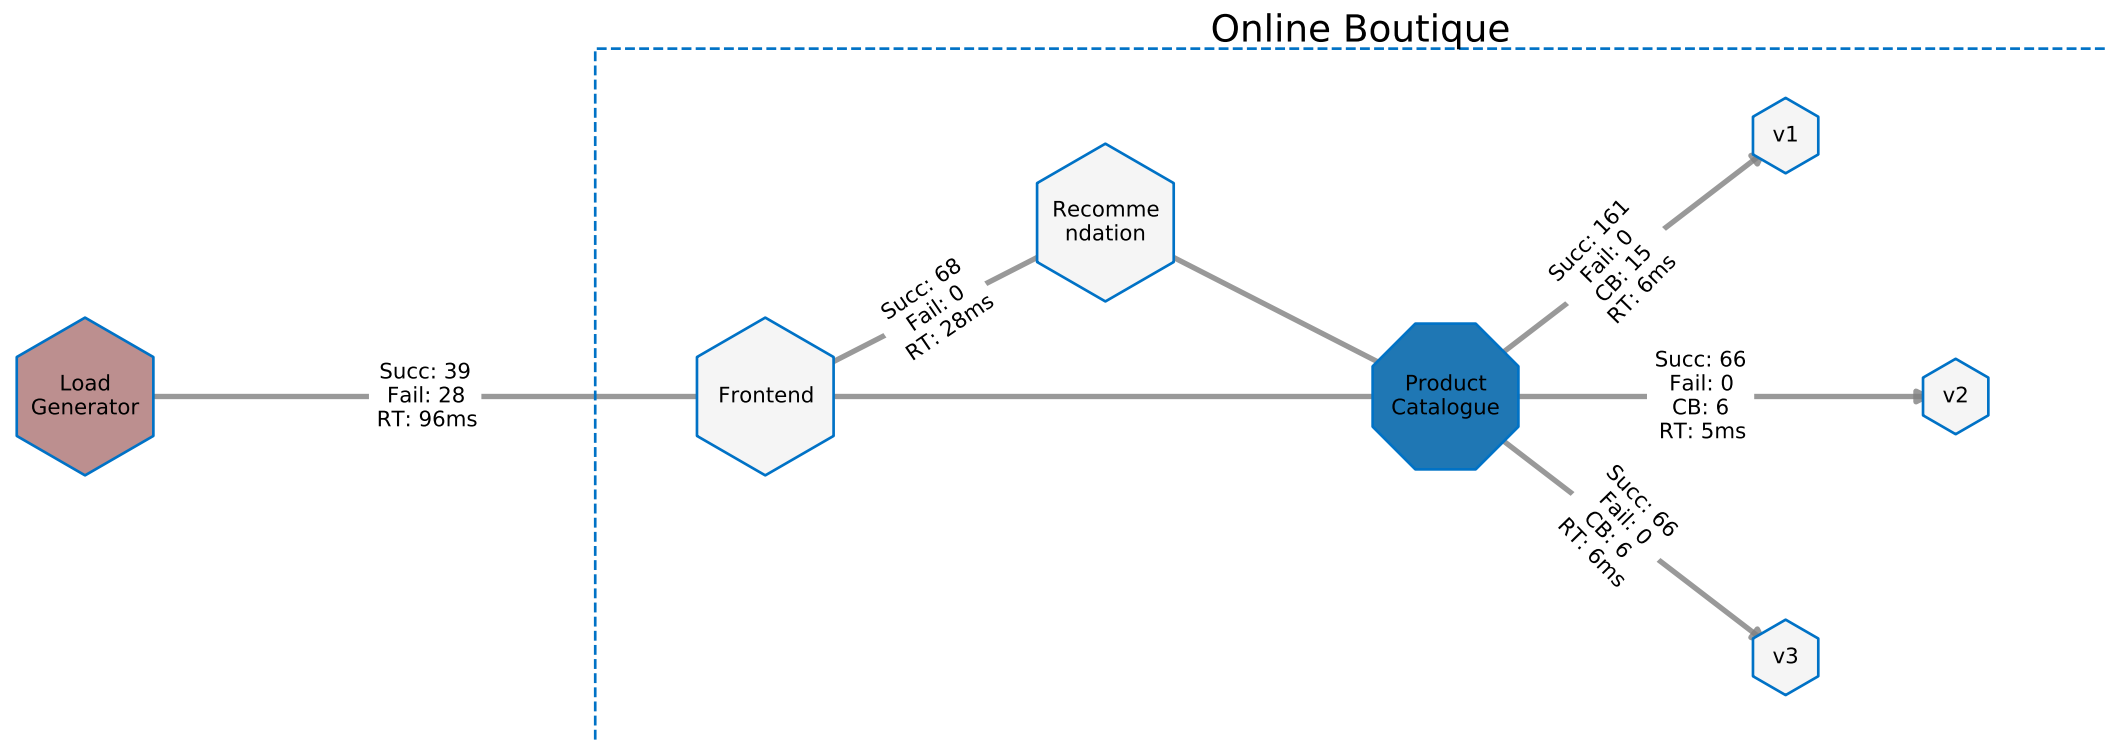 Online Boutique
Load
Generator
Succ: 39
Fail: 28
RT: 96ms
Frontend
Succ: 68
Fail: 0
RT: 28ms
Recomme
ndation
Product
Catalogue
Succ: 161
Fail: 0
CB: 15
RT: 6ms
v1
Succ: 66
Fail: 0
CB: 6
RT: 5ms
v2
Succ: 66
Fail: 0
CB: 6
RT: 6ms
v3